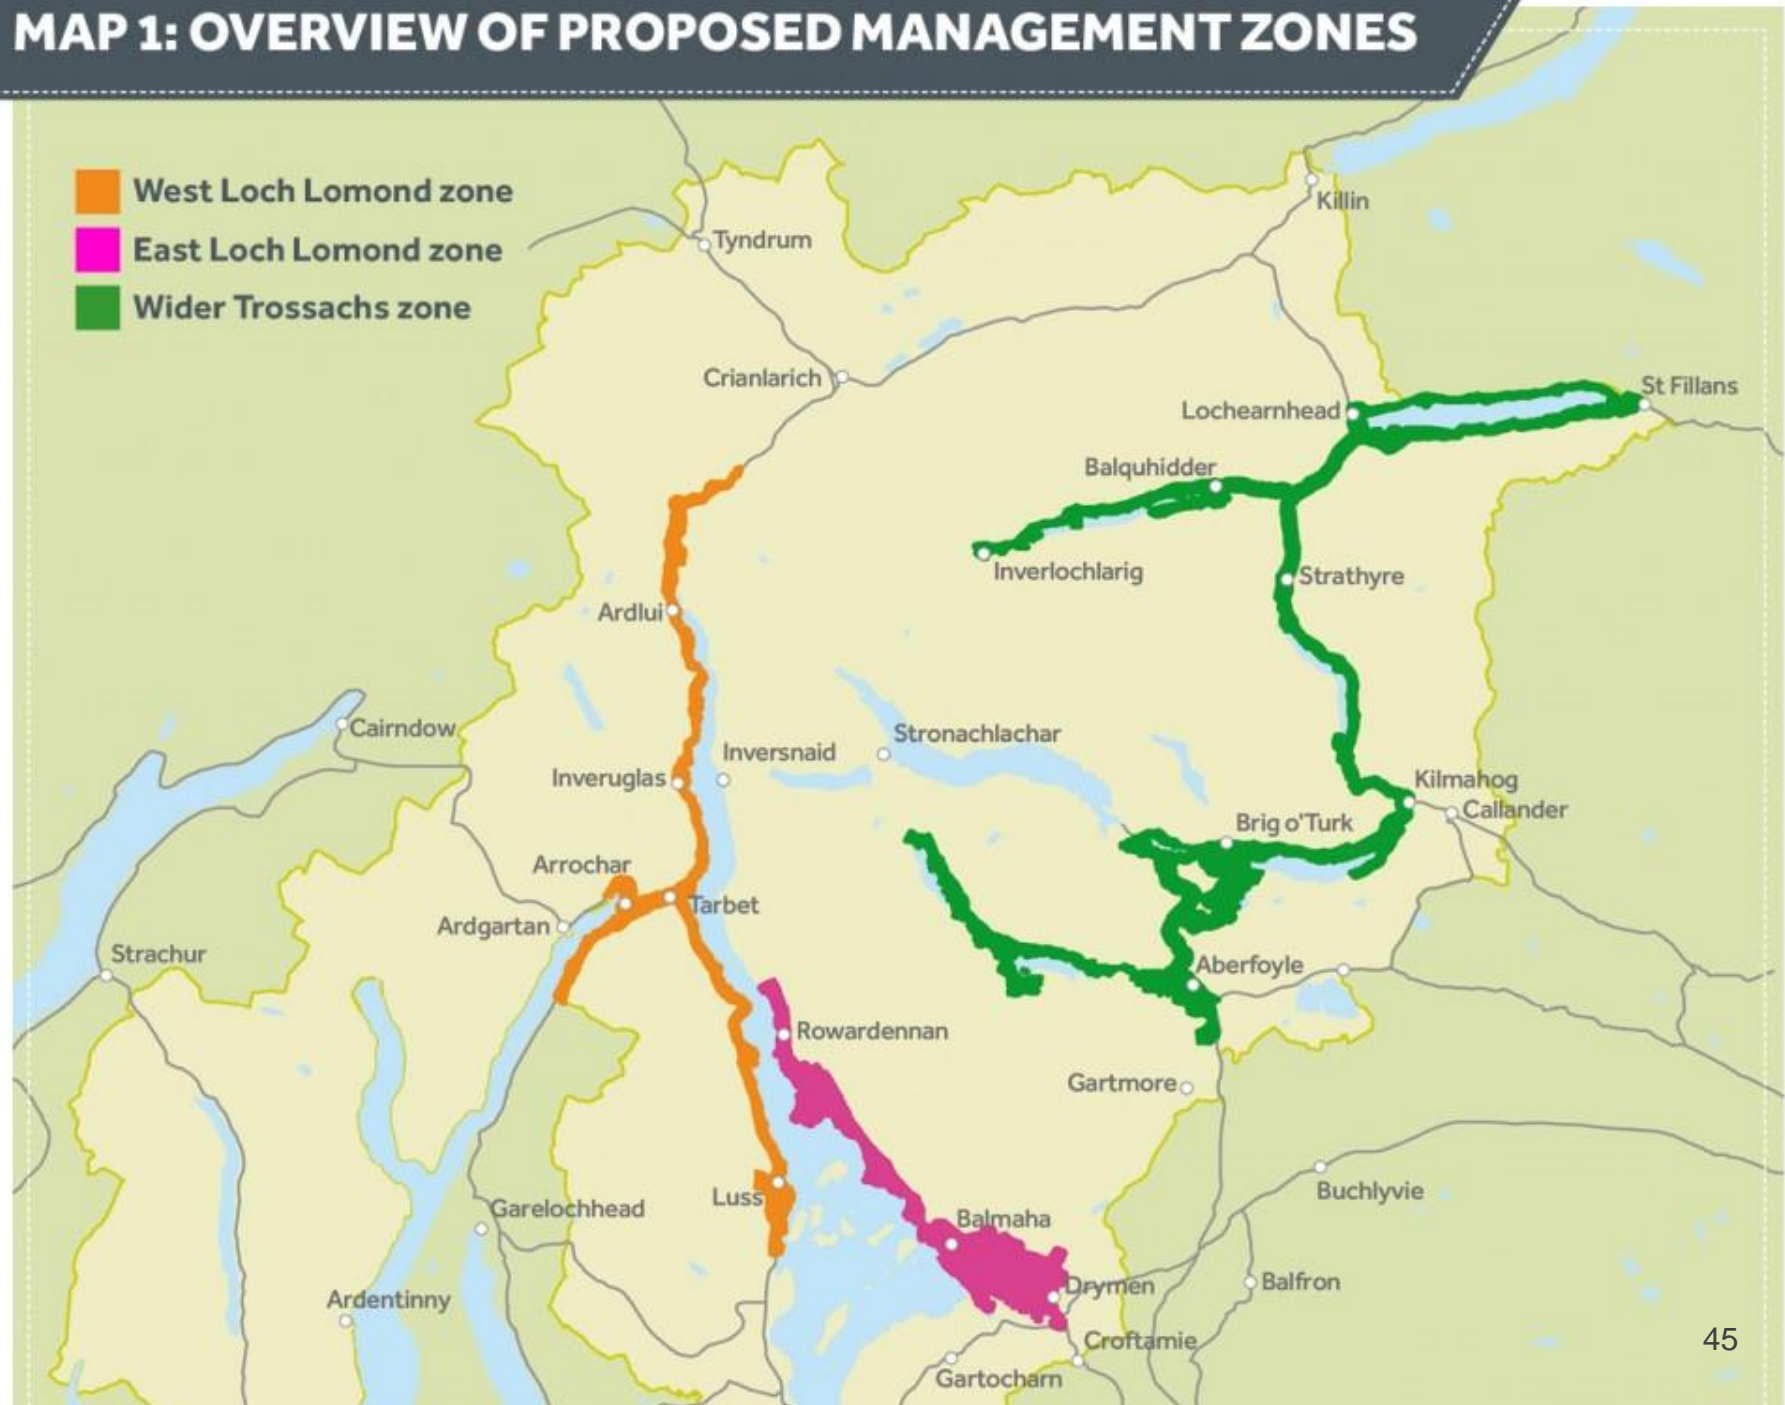 MAP 1: OVERVIEW OF PROPOSED MANAGEMENT ZONES
West Loch Lomond zone
East Loch Lomond zone
Wider Trossachs zone
Killin
Tyndrum
Crianlarich
St Fillans
Lochearnhead
Balquhidder
Inverlochlarig
Strathyre
Ardlui
Cairndow
Stronachlachar
Inversnaid
Inveruglas
Kilmahog
Callander
Brig o'Turk
Arrochar
Tarbet
Ardgartan
Strachur
Aberfoyle
Rowardennan
Gartmore
Luss
Buchlyvie
Garelochhead
Balmaha
Drymen
Balfron
Ardentinny
Croftamie
Gartocharn
45